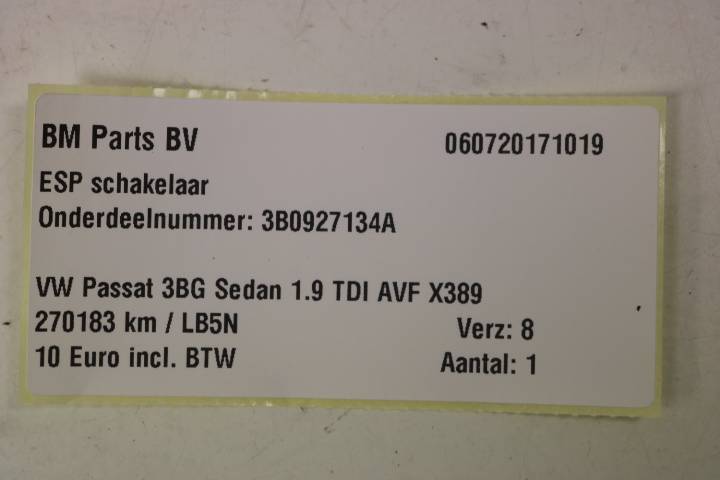 BM Parts BV 060720171019
ESP schakelaar
Onderdeelnummer: 3B0927134A
VW Passat 3BG Sedan 1.9 TDI AVF X389
270183 km / LB5N Verz: 8
10 Euro incl. BTW Aantal: 1